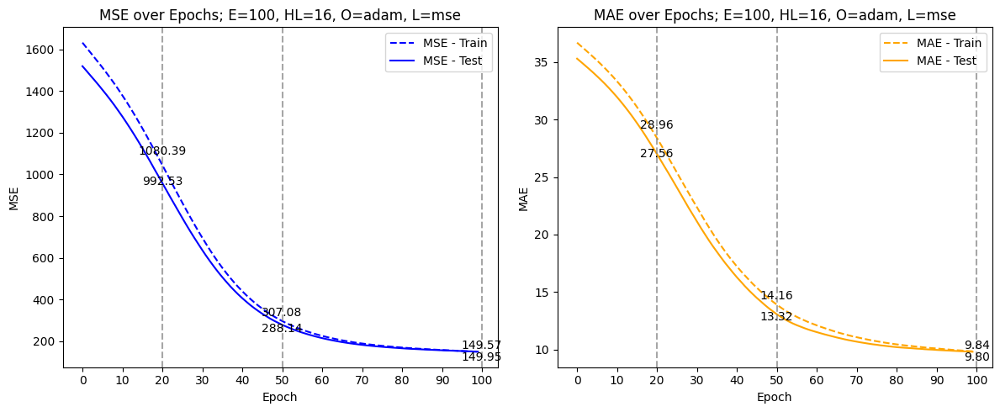 MSE over Epochs; E=100, HL=16, O=adam, L=mse
MSE - Train
MSE - Test
1600
1400
1200
1000
800
600
400
200
MSE
1080.39
992.53
307.08
288.14
149.57
149.95
0 10 20 30 40 50 60 70 80 90 100
Epoch
MAE over Epochs; E=100, HL=16, O=adam, L=mse
MAE - Train
MAE - Test
35
30
25
20
15
10
MAE
28.96
27.56
14.16
13.32
9.84
9.80
0 10 20 30 40 50 60 70 80 90 100
Epoch